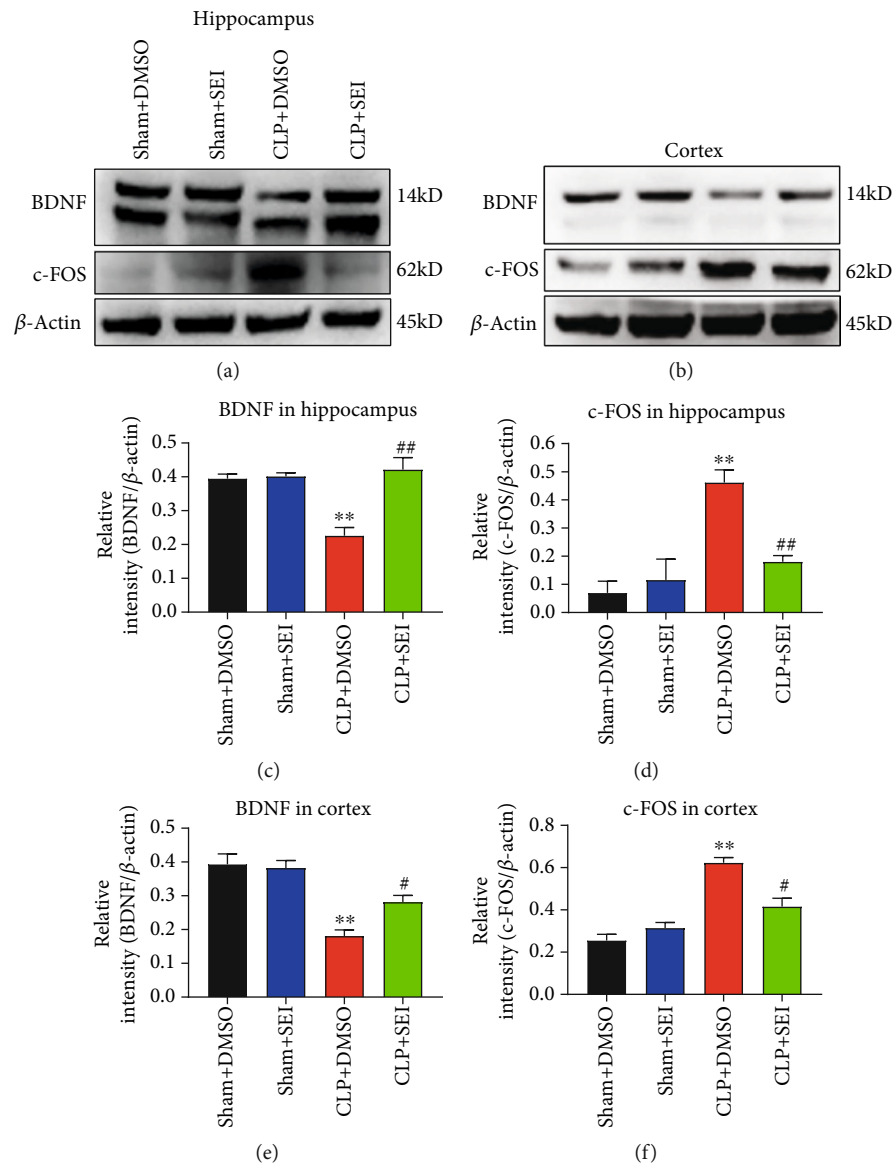 Hippocampus
Sham+DMSO
Sham+SEI
CLP+DMSO
CLP+SEI
BDNF
14kD
c-FOS
62kD
β-Actin
45kD
(a)
Cortex
BDNF
14kD
c-FOS
62kD
β-Actin
45kD
(b)
BDNF in hippocampus
Relative
intensity (BDNF/β-actin)
0.5
0.4
0.3
0.2
0.1
0.0
**
##
Sham+DMSO
Sham+SEI
CLP+DMSO
CLP+SEI
(c)
c-FOS in hippocampus
Relative
intensity (c-FOS/β-actin)
0.6
0.5
0.4
0.3
0.2
0.1
0.0
**
##
Sham+DMSO
Sham+SEI
CLP+DMSO
CLP+SEI
(d)
BDNF in cortex
Relative
intensity (BDNF/β-actin)
0.5
0.4
0.3
0.2
0.1
0.0
**
#
Sham+DMSO
Sham+SEI
CLP+DMSO
CLP+SEI
(e)
c-FOS in cortex
Relative
intensity (c-FOS/β-actin)
0.8
0.6
0.4
0.2
0.0
**
#
Sham+DMSO
Sham+SEI
CLP+DMSO
CLP+SEI
(f)